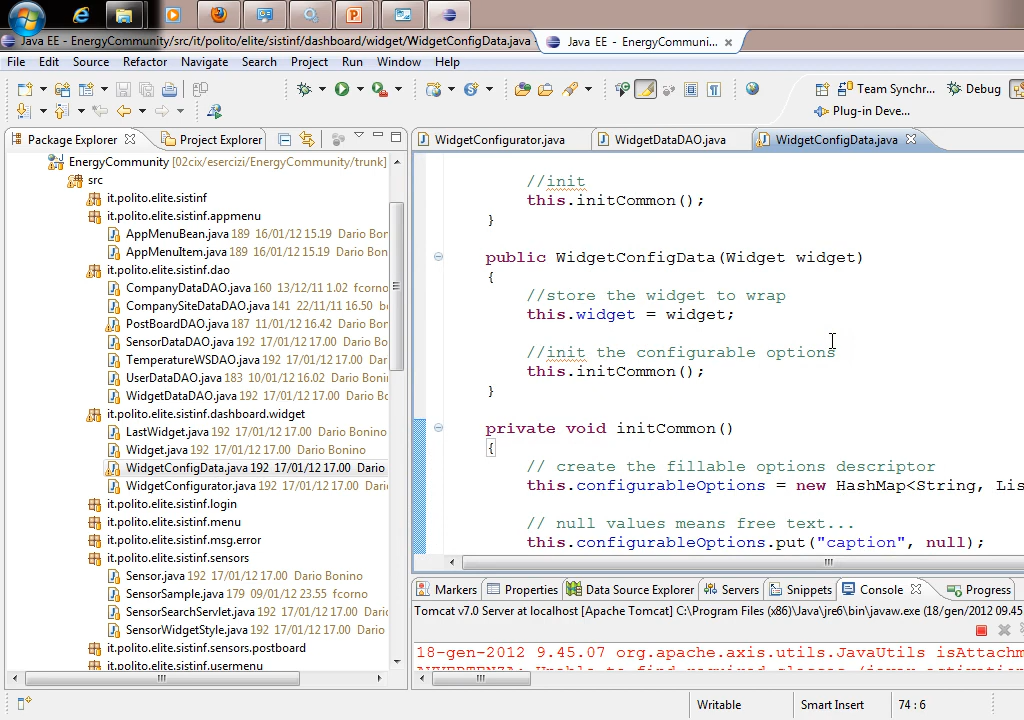 Java EE - EnergyCommunity/src/it/polito/elite/sistinf/dashboard/widget/WidgetConfigData.java -
Java EE - EnergyCommuni...
File Edit Source Refactor Navigate Search Project Run Window Help
Team Synchr... Debug
Plug-in Deve...
Package Explorer Project Explorer
WidgetConfigurator.java WidgetDataDAO.java WidgetConfigData.java
EnergyCommunity [02cix/esercizi/EnergyCommunity/trunk]
src
it.polito.elite.sistinf
it.polito.elite.sistinf.appmenu
AppMenuBean.java 189 16/01/12 15.19 Dario Bon
AppMenuItem.java 189 16/01/12 15.19 Dario Bon
it.polito.elite.sistinf.dao
CompanyDataDAO.java 160 13/12/11 1.02 fcorno
CompanySiteDataDAO.java 141 22/11/11 16.50 b
PostBoardDAO.java 187 11/01/12 16.42 Dario Bo
SensorDataDAO.java 192 17/01/12 17.00 Dario B
TemperatureWSDAO.java 192 17/01/12 17.00 Dar
UserDataDAO.java 183 10/01/12 16.02 Dario Bon
WidgetDataDAO.java 192 17/01/12 17.00 Dario Bo
it.polito.elite.sistinf.dashboard.widget
LastWidget.java 192 17/01/12 17.00 Dario Bonino
Widget.java 192 17/01/12 17.00 Dario Bonino
WidgetConfigData.java 192 17/01/12 17.00 Dario
WidgetConfigurator.java 192 17/01/12 17.00 Dari
it.polito.elite.sistinf.login
it.polito.elite.sistinf.menu
it.polito.elite.sistinf.msg.error
it.polito.elite.sistinf.sensors
Sensor.java 192 17/01/12 17.00 Dario Bonino
SensorSample.java 179 09/01/12 23.55 fcorno
SensorSearchServlet.java 192 17/01/12 17.00 Dario
SensorWidgetStyle.java 192 17/01/12 17.00 Dario
it.polito.elite.sistinf.sensors.postboard
it.polito.elite.sistinf.usermenu
//init
this.initCommon();
}
public WidgetConfigData(Widget widget)
{
//store the widget to wrap
this.widget = widget;
//init the configurable options
this.initCommon();
}
private void initCommon()
{
// create the fillable options descriptor
this.configurableOptions = new HashMap<String, Lis
// null values means free text...
this.configurableOptions.put("caption", null);
Markers Properties Data Source Explorer Servers Snippets Console Progress
Tomcat v7.0 Server at localhost [Apache Tomcat] C:\Program Files (x86)\Java\jre6\bin\javaw.exe (18/gen/2012 09.45
18-gen-2012 9.45.07 org.apache.axis.utils.JavaUtils isAttachm
Writable Smart Insert 74 : 6